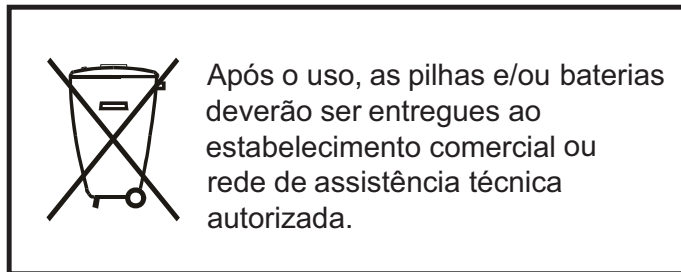 Após o uso, as pilhas e/ou baterias
deverão ser entregues ao
estabelecimento comercial ou
rede de assistência técnica
autorizada.